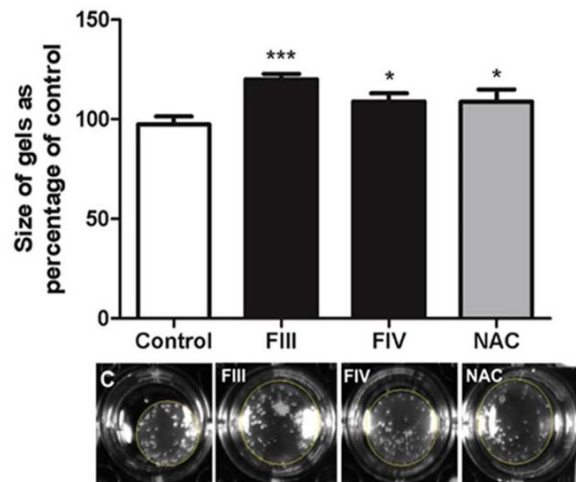 Size of gels as
percentage of control
150
100
50
0
***
*
*
Control FIII FIV NAC
C FIII FIV NAC